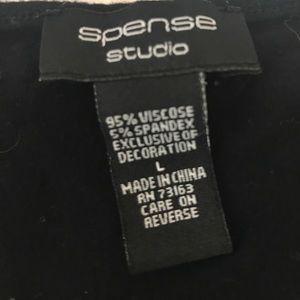 spense
studio
95% VISCOSE
5% SPANDEX
EXCLUSIVE OF
DECORATION
L
MADE IN CHINA
RN 73163
CARE ON
REVERSE